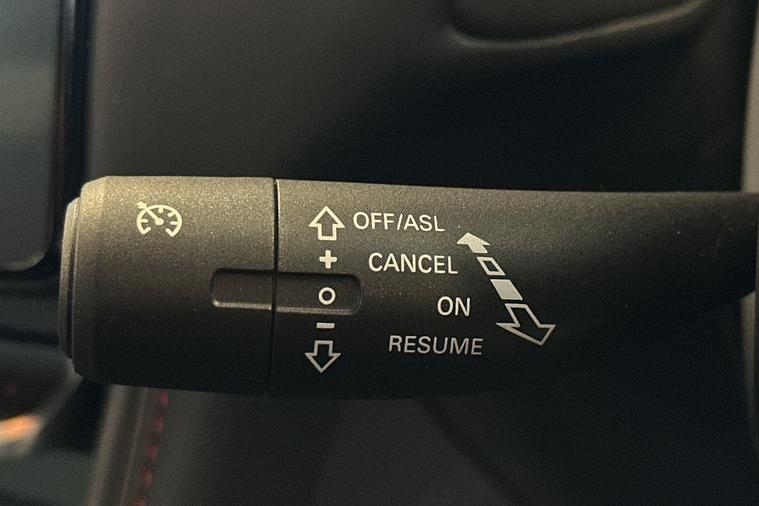 OFF/ASL
+ CANCEL
O ON
− RESUME